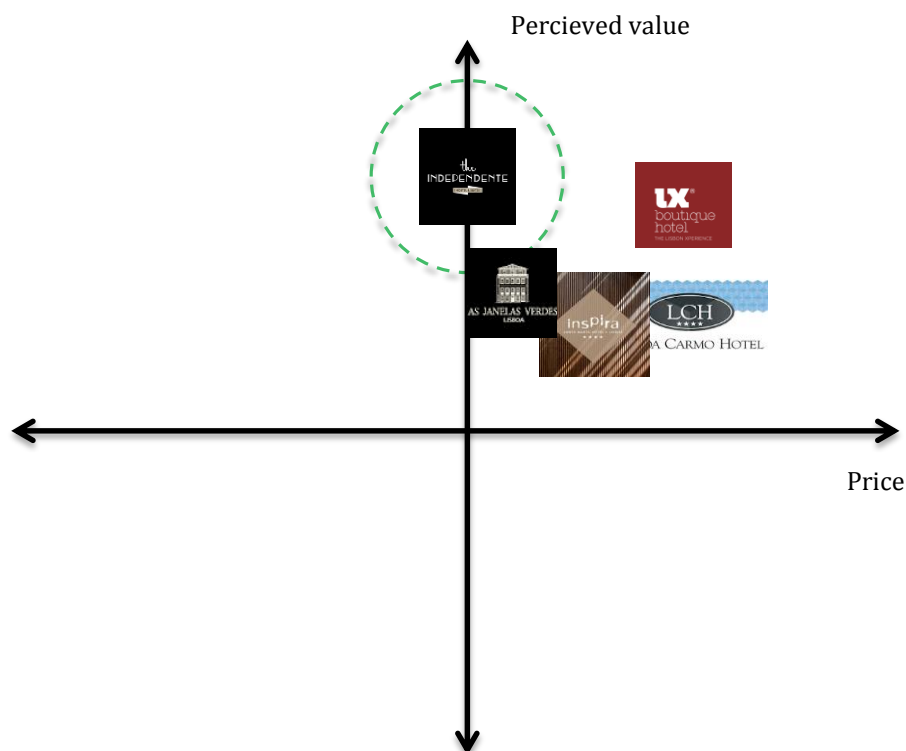 Percieved value
the
INDEPENDENTE
LX®
boutique
hotel
THE LISBON XPERIENCE
AS JANELAS VERDES
LISBOA
inspira
LCH
DA CARMO HOTEL
Price